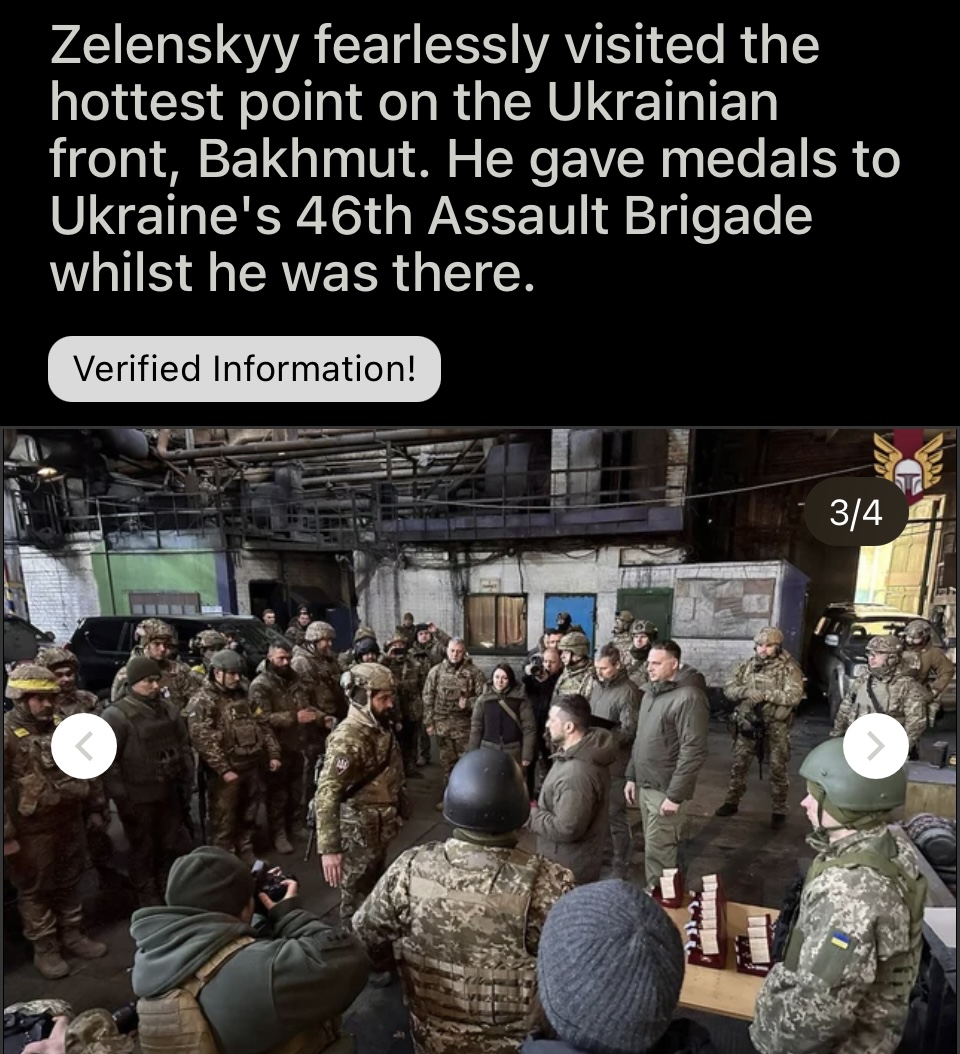 Zelenskyy fearlessly visited the
hottest point on the Ukrainian
front, Bakhmut. He gave medals to
Ukraine's 46th Assault Brigade
whilst he was there.
Verified Information!
3/4